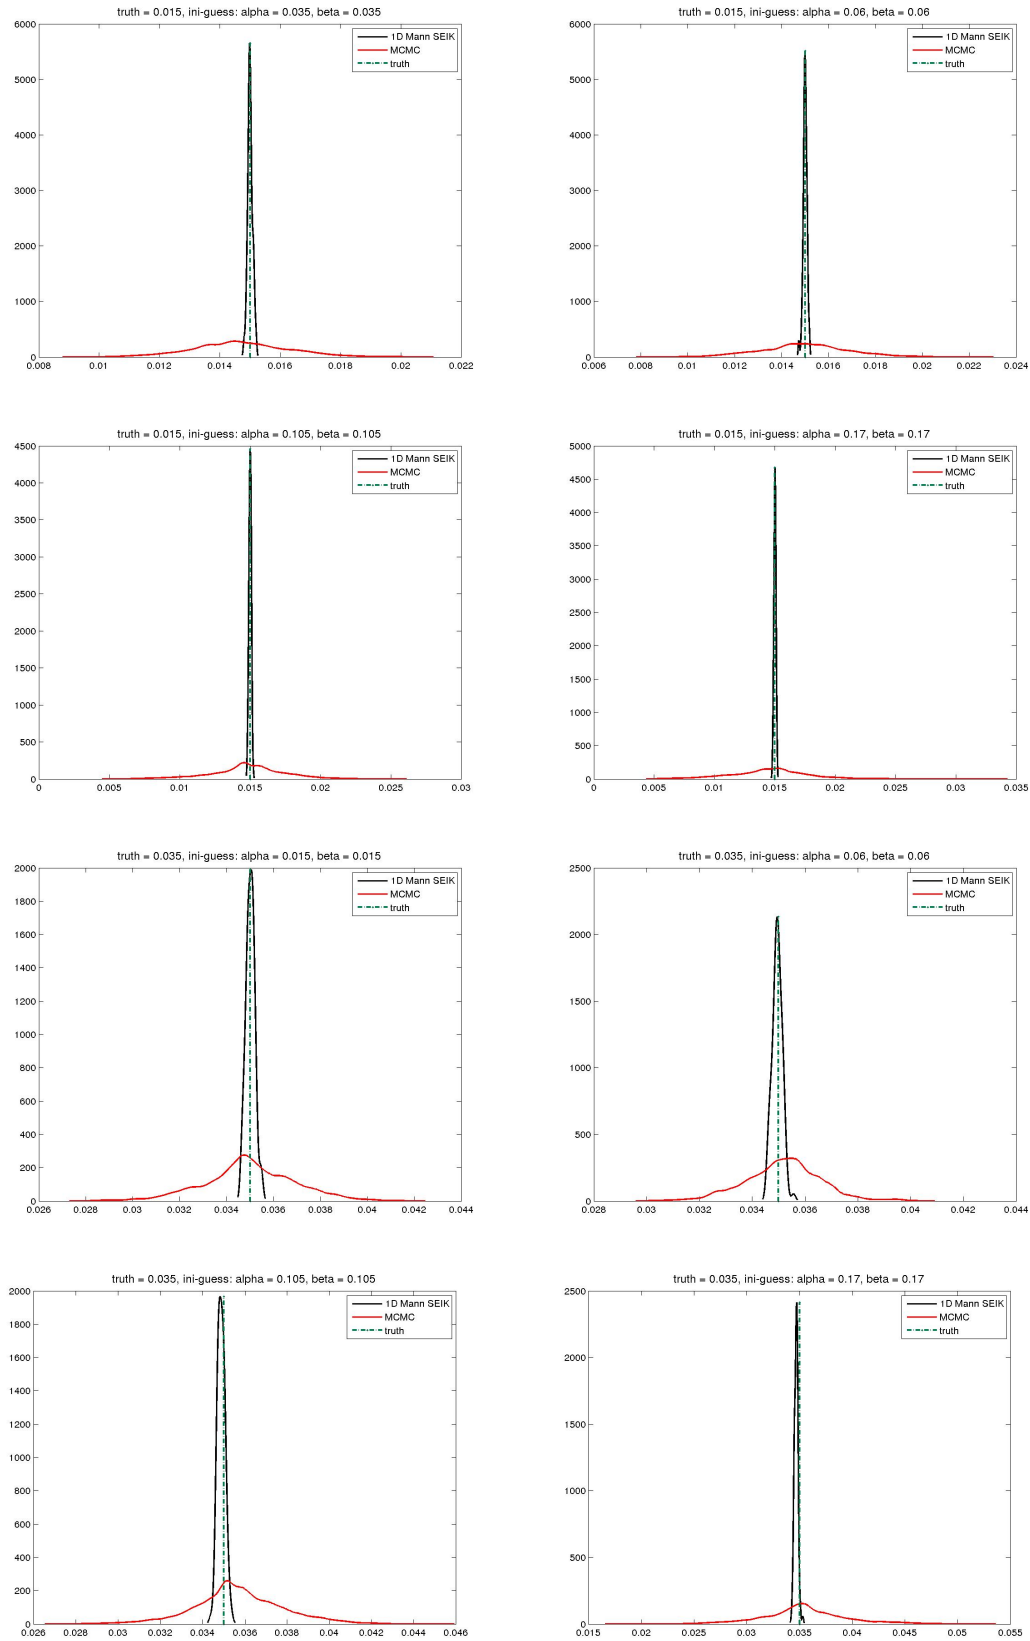 truth = 0.015, ini-guess: alpha = 0.035, beta = 0.035
6000
5000
4000
3000
2000
1000
0
0.008 0.01 0.012 0.014 0.016 0.018 0.02 0.022
1D Mann SEIK
MCMC
truth
truth = 0.015, ini-guess: alpha = 0.06, beta = 0.06
6000
5000
4000
3000
2000
1000
0
0.006 0.008 0.01 0.012 0.014 0.016 0.018 0.02 0.022 0.024
1D Mann SEIK
MCMC
truth
truth = 0.015, ini-guess: alpha = 0.105, beta = 0.105
4500
4000
3500
3000
2500
2000
1500
1000
500
0
0 0.005 0.01 0.015 0.02 0.025 0.03
1D Mann SEIK
MCMC
truth
truth = 0.015, ini-guess: alpha = 0.17, beta = 0.17
5000
4500
4000
3500
3000
2500
2000
1500
1000
500
0
0 0.005 0.01 0.015 0.02 0.025 0.03 0.035
1D Mann SEIK
MCMC
truth
truth = 0.035, ini-guess: alpha = 0.015, beta = 0.015
2000
1800
1600
1400
1200
1000
800
600
400
200
0
0.026 0.028 0.03 0.032 0.034 0.036 0.038 0.04 0.042 0.044
1D Mann SEIK
MCMC
truth
truth = 0.035, ini-guess: alpha = 0.06, beta = 0.06
2500
2000
1500
1000
500
0
0.028 0.03 0.032 0.034 0.036 0.038 0.04 0.042 0.044
1D Mann SEIK
MCMC
truth
truth = 0.035, ini-guess: alpha = 0.105, beta = 0.105
2000
1800
1600
1400
1200
1000
800
600
400
200
0
0.026 0.028 0.03 0.032 0.034 0.036 0.038 0.04 0.042 0.044 0.046
1D Mann SEIK
MCMC
truth
truth = 0.035, ini-guess: alpha = 0.17, beta = 0.17
2500
2000
1500
1000
500
0
0.015 0.02 0.025 0.03 0.035 0.04 0.045 0.05 0.055
1D Mann SEIK
MCMC
truth